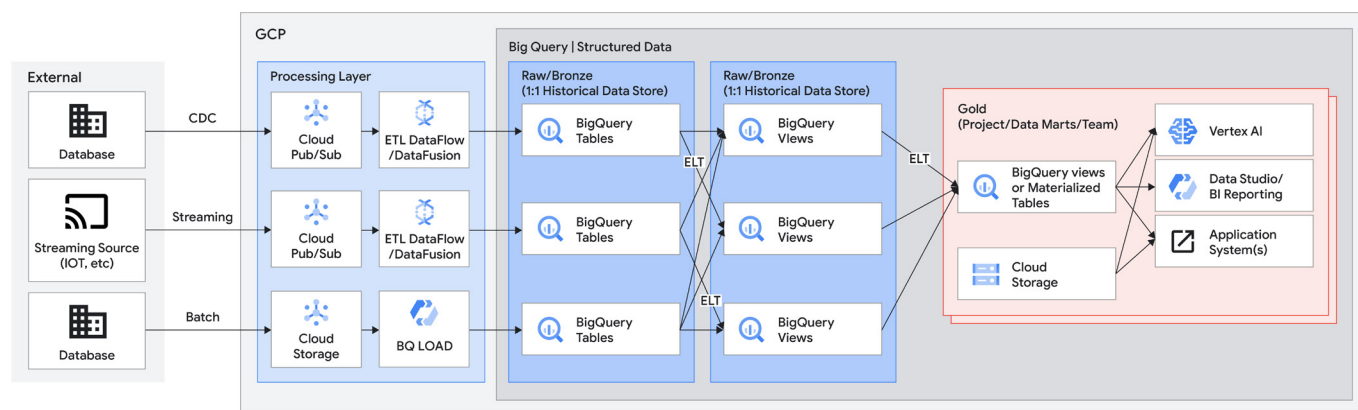 GCP
Big Query | Structured Data
External
Database
Streaming Source
(IOT, etc)
Database
CDC
Streaming
Batch
Processing Layer
Cloud
Pub/Sub
ETL DataFlow
/DataFusion
Cloud
Pub/Sub
ETL DataFlow
/DataFusion
Cloud
Storage
BQ LOAD
Raw/Bronze
(1:1 Historical Data Store)
BigQuery
Tables
BigQuery
Tables
BigQuery
Tables
ELT
ELT
Raw/Bronze
(1:1 Historical Data Store)
BigQuery
VIews
BigQuery
Views
BigQuery
Views
ELT
Gold
(Project/Data Marts/Team)
BigQuery views
or Materialized
Tables
Cloud
Storage
Vertex AI
Data Studio/
BI Reporting
Application
System(s)